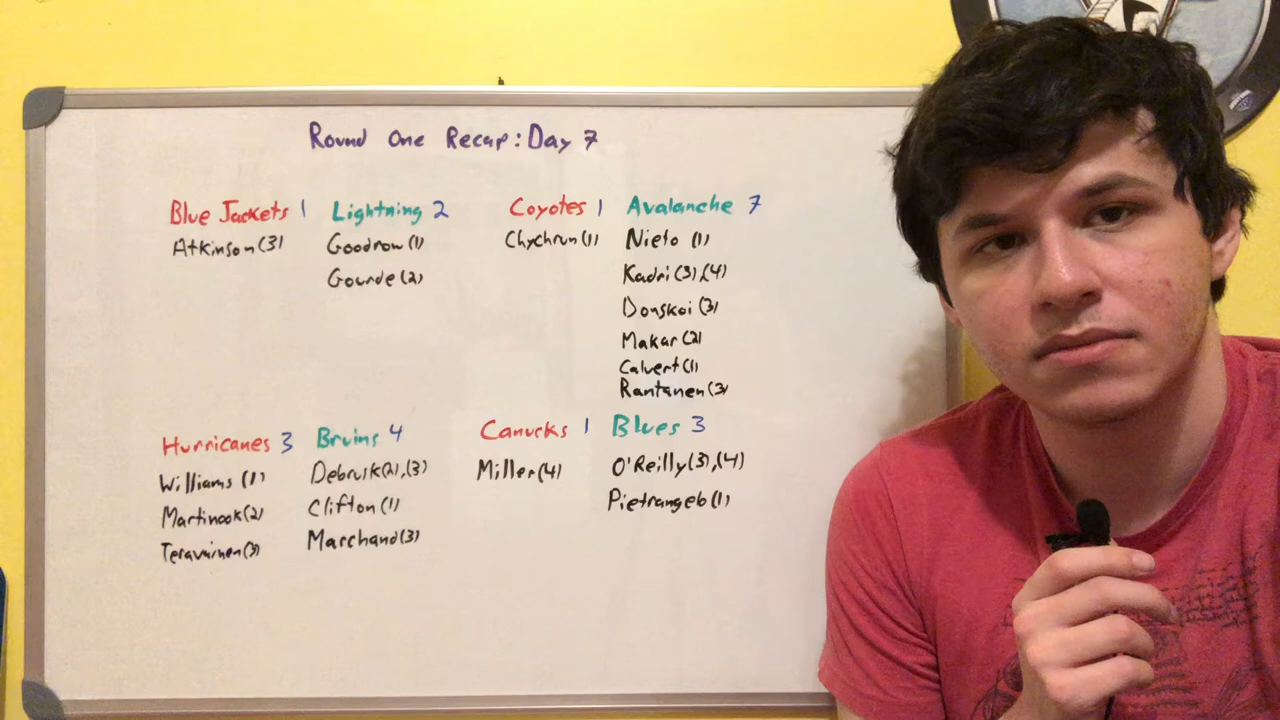 Round One Recap: Day 7
Blue Jackets 1 Lightning 2
Atkinson (3) Goodrow (1)
Gourde (2)
Coyotes 1 Avalanche 7
Chychrun (1) Nieto (1)
Kadri (3),(4)
Donskoi (3)
Makar (2)
Calvert (1)
Rantanen (3)
Hurricanes 3 Bruins 4
Williams (1) Debrusk (2),(3)
Martinook (2) Clifton (1)
Teravainen (3) Marchand (3)
Canucks 1 Blues 3
Miller (4) O'Reilly (3),(4)
Pietrangelo (1)